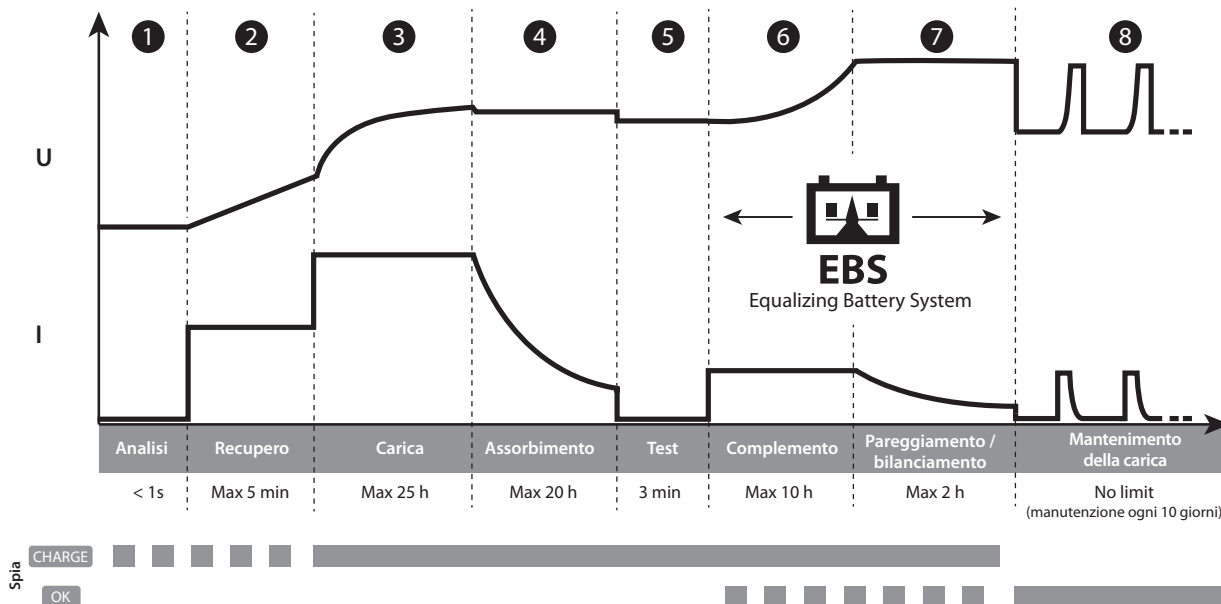 1 2 3 4 5 6 7 8
U
I
EBS
Equalizing Battery System
Analisi Recupero Carica Assorbimento Test Complemento Pareggiamento / bilanciamento Mantenimento della carica
< 1s Max 5 min Max 25 h Max 20 h 3 min Max 10 h Max 2 h No limit
(manutenzione ogni 10 giorni)
Spia
CHARGE
OK